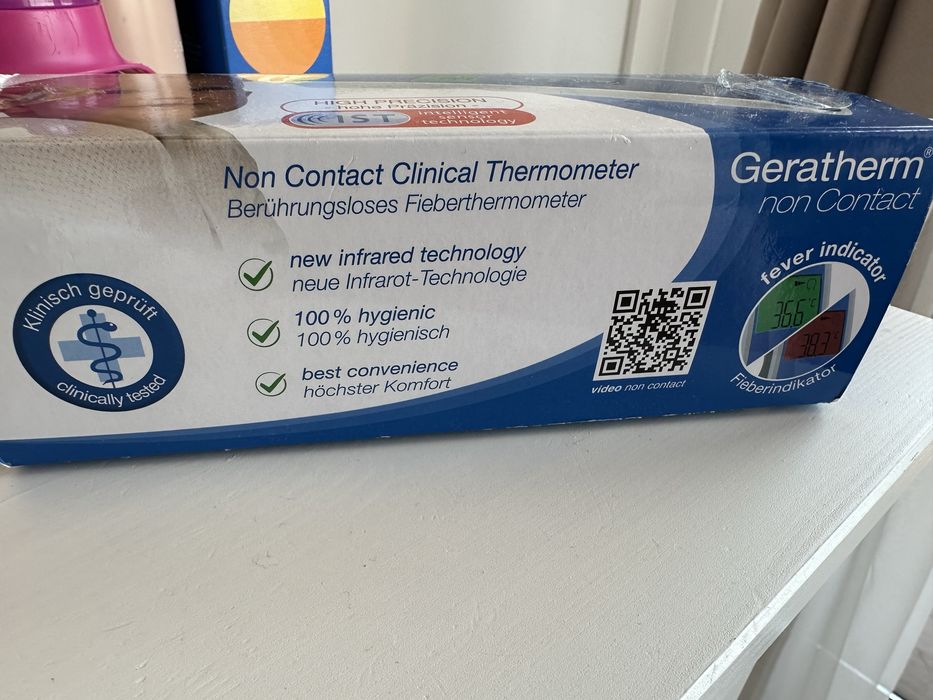 HIGH PRECISION
- hohe Präzision -
IST intelligent
sensor
technology
Non Contact Clinical Thermometer
Berührungsloses Fieberthermometer
new infrared technology
neue Infrarot-Technologie
100 % hygienic
100 % hygienisch
best convenience
höchster Komfort
Klinisch geprüft
clinically tested
video non contact
Geratherm®
non Contact
fever indicator
36.6 °C
38.3 °C
Fieberindikator